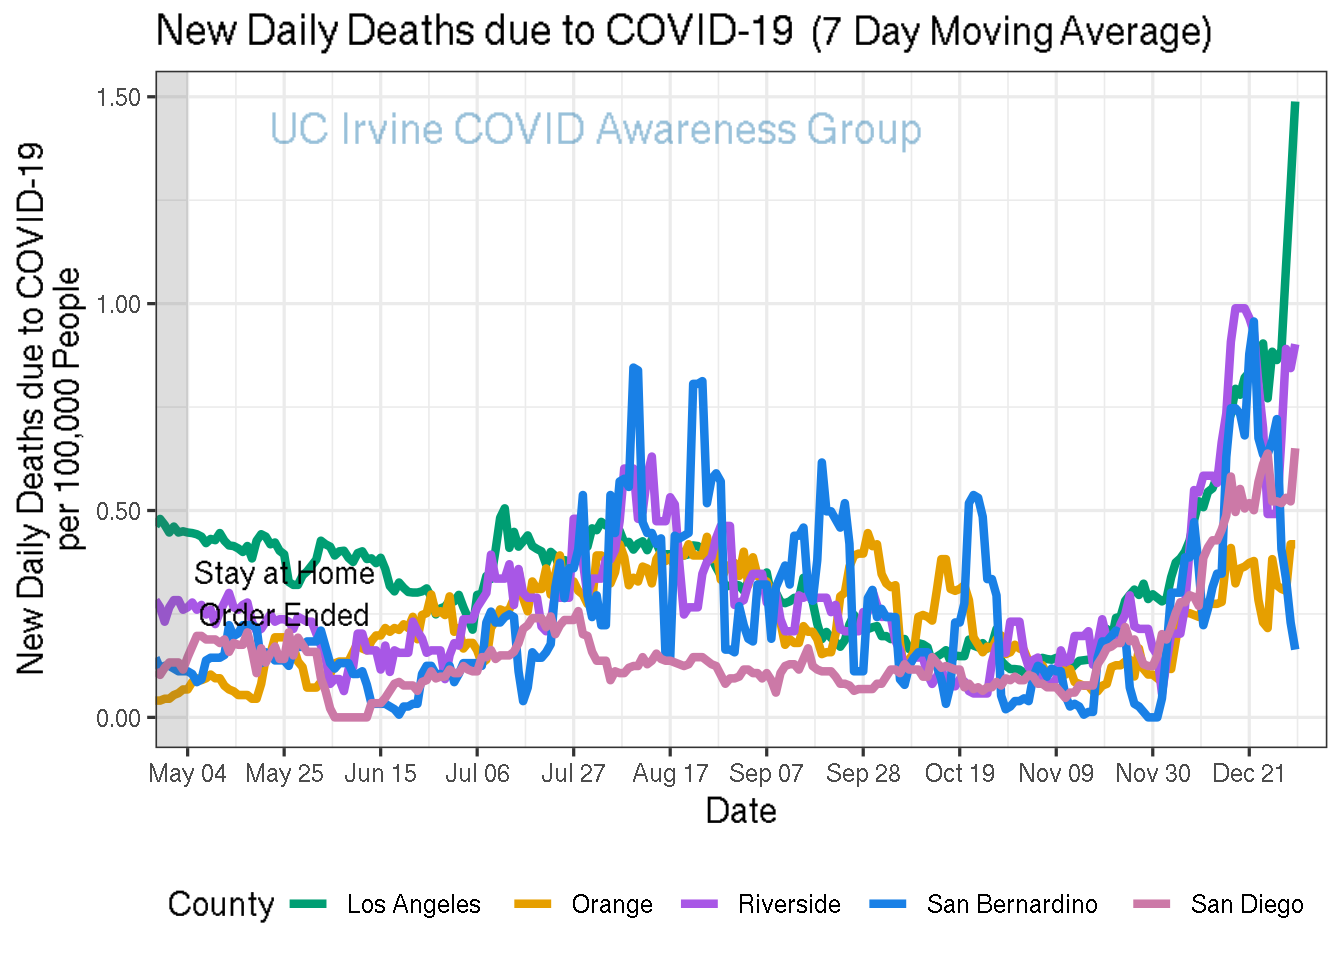 New Daily Deaths due to COVID-19 (7 Day Moving Average)
UC Irvine COVID Awareness Group
New Daily Deaths due to COVID-19
per 100,000 People
1.50
1.00
0.50
0.00
Stay at Home
Order Ended
May 04 May 25 Jun 15 Jul 06 Jul 27 Aug 17 Sep 07 Sep 28 Oct 19 Nov 09 Nov 30 Dec 21
Date
County Los Angeles Orange Riverside San Bernardino San Diego